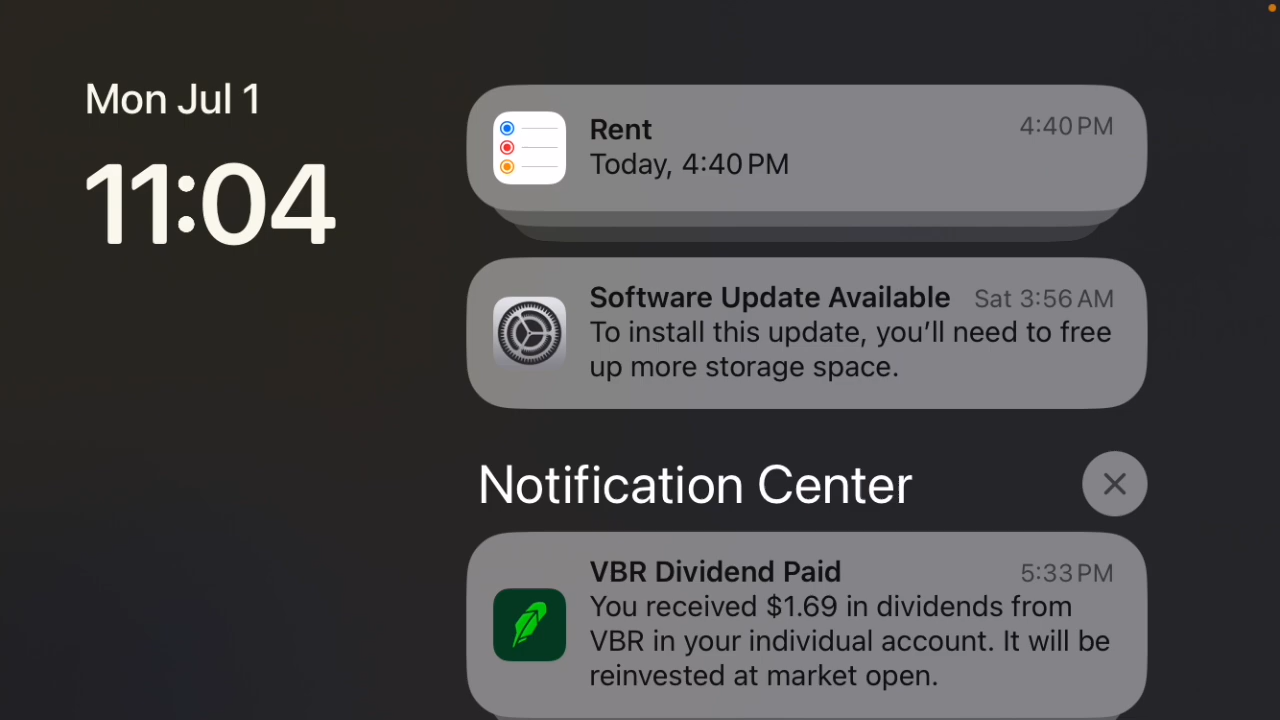 Mon Jul 1
11:04
Rent
4:40 PM
Today, 4:40 PM
Software Update Available
Sat 3:56 AM
To install this update, you’ll need to free
up more storage space.
Notification Center
VBR Dividend Paid
5:33 PM
You received $1.69 in dividends from
VBR in your individual account. It will be
reinvested at market open.